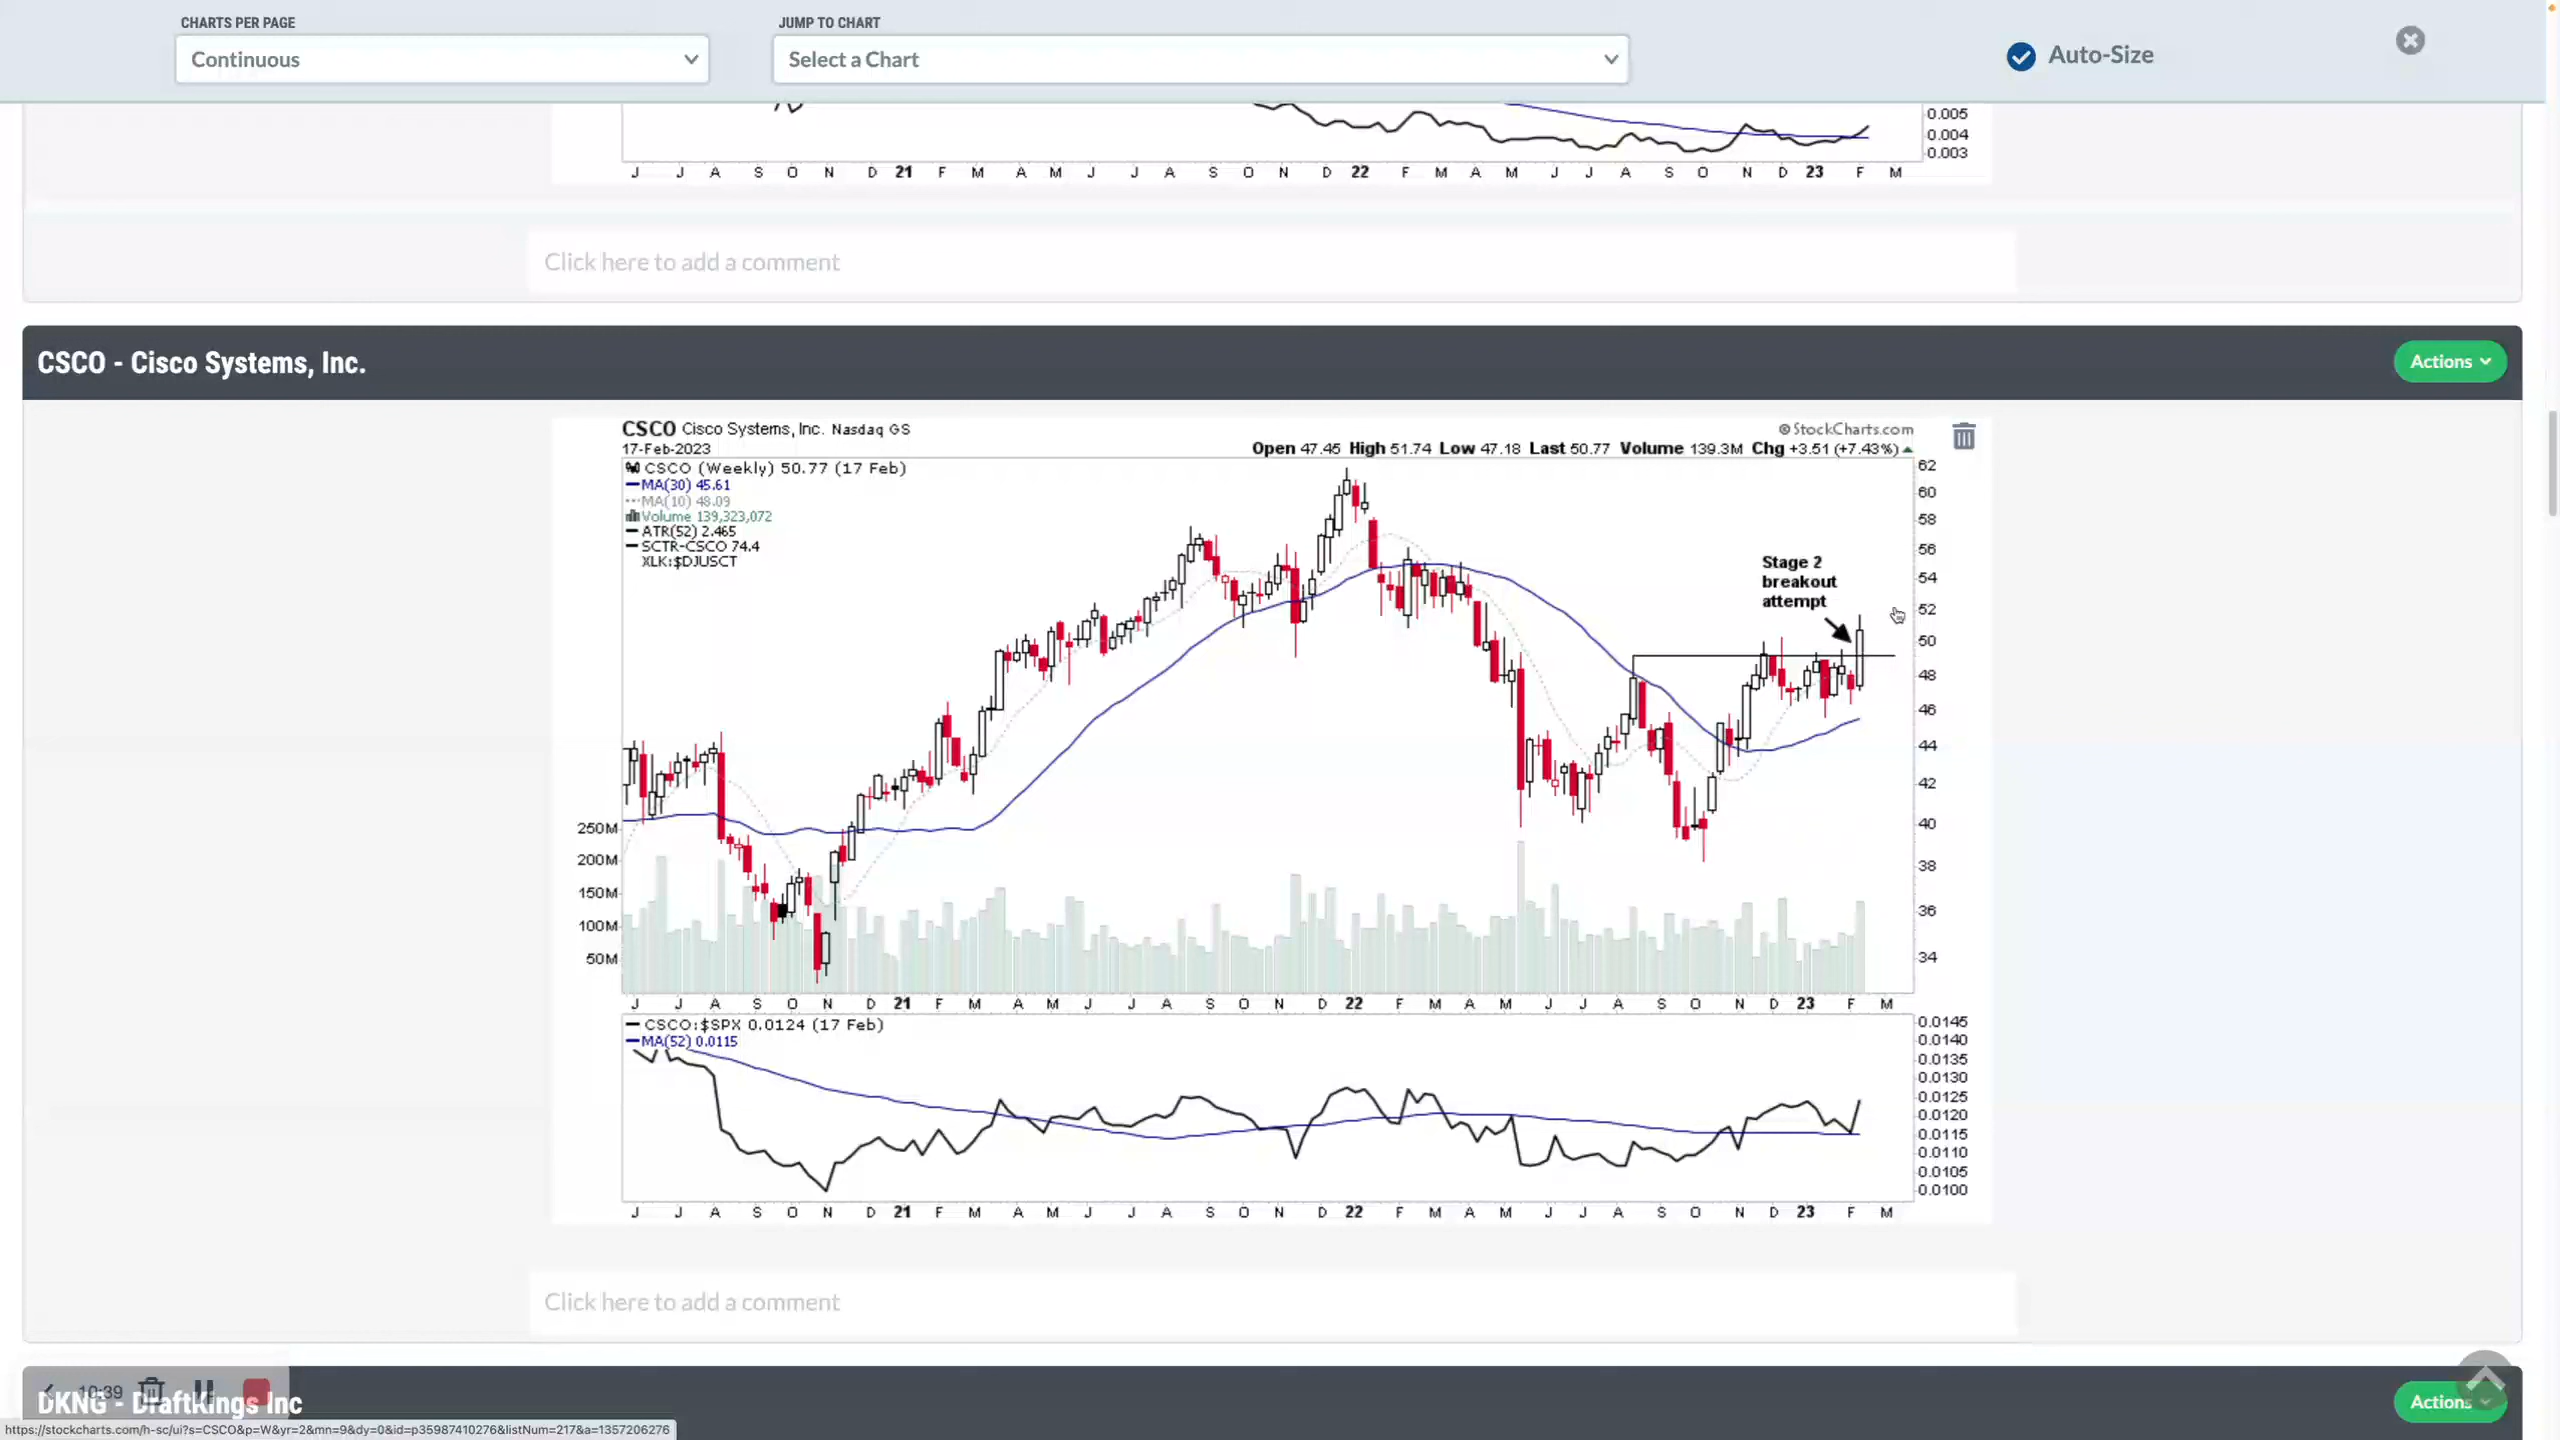 CHARTS PER PAGE
JUMP TO CHART
Continuous
Select a Chart
Auto-Size
0.005
0.004
0.003
J J A S O N D 21 F M A M J J A S O N D 22 F M A M J J A S O N D 23 F M
Click here to add a comment
CSCO - Cisco Systems, Inc.
Actions
CSCO Cisco Systems, Inc. Nasdaq GS
© StockCharts.com
17-Feb-2023
Open 47.45 High 51.74 Low 47.18 Last 50.77 Volume 139.3M Chg +3.51 (+7.43%)
CSCO (Weekly) 50.77 (17 Feb)
MA(30) 45.61
MA(10) 48.09
Volume 139,323,072
ATR(52) 2.465
SCTR-CSCO 74.4
XLK:$DJUSCT
62
60
58
56
54
52
50
48
46
44
42
40
38
36
34
Stage 2
breakout
attempt
250M
200M
150M
100M
50M
J J A S O N D 21 F M A M J J A S O N D 22 F M A M J J A S O N D 23 F M
CSCO:$SPX 0.0124 (17 Feb)
MA(52) 0.0115
0.0145
0.0140
0.0135
0.0130
0.0125
0.0120
0.0115
0.0110
0.0105
0.0100
J J A S O N D 21 F M A M J J A S O N D 22 F M A M J J A S O N D 23 F M
Click here to add a comment
10:39
DKNG - DraftKings Inc
Actions
https://stockcharts.com/h-sc/ui?s=CSCO&p=W&yr=2&mn=9&dy=0&id=p35987410276&listNum=217&a=1357206276